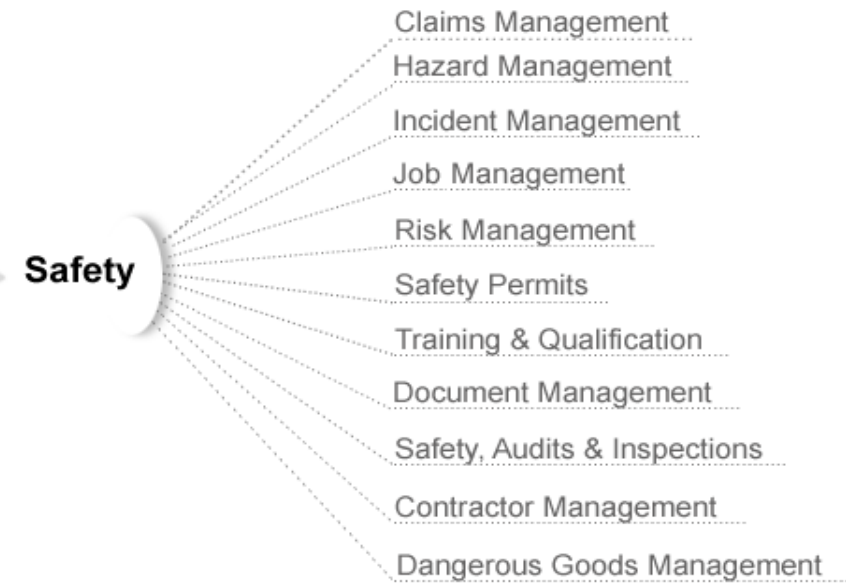 Claims Management
Hazard Management
Incident Management
Job Management
Risk Management
Safety
Safety Permits
Training & Qualification
Document Management
Safety, Audits & Inspections
Contractor Management
Dangerous Goods Management